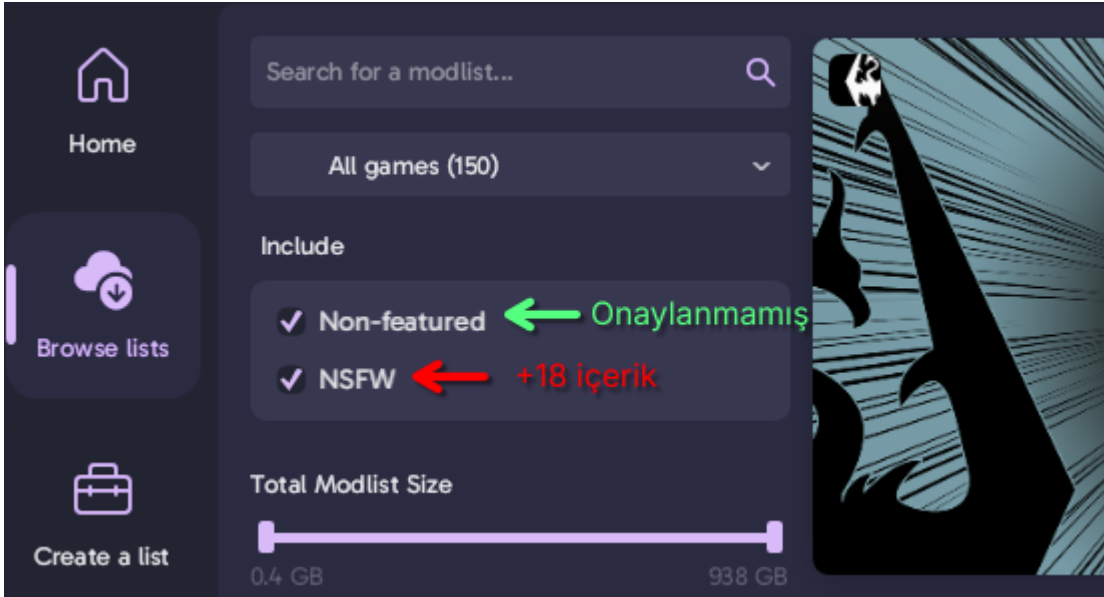 Home
Browse lists
Create a list
Search for a modlist...
All games (150)
Include
Non-featured Onaylanmamış
NSFW +18 içerik
Total Modlist Size
0.4 GB 938 GB